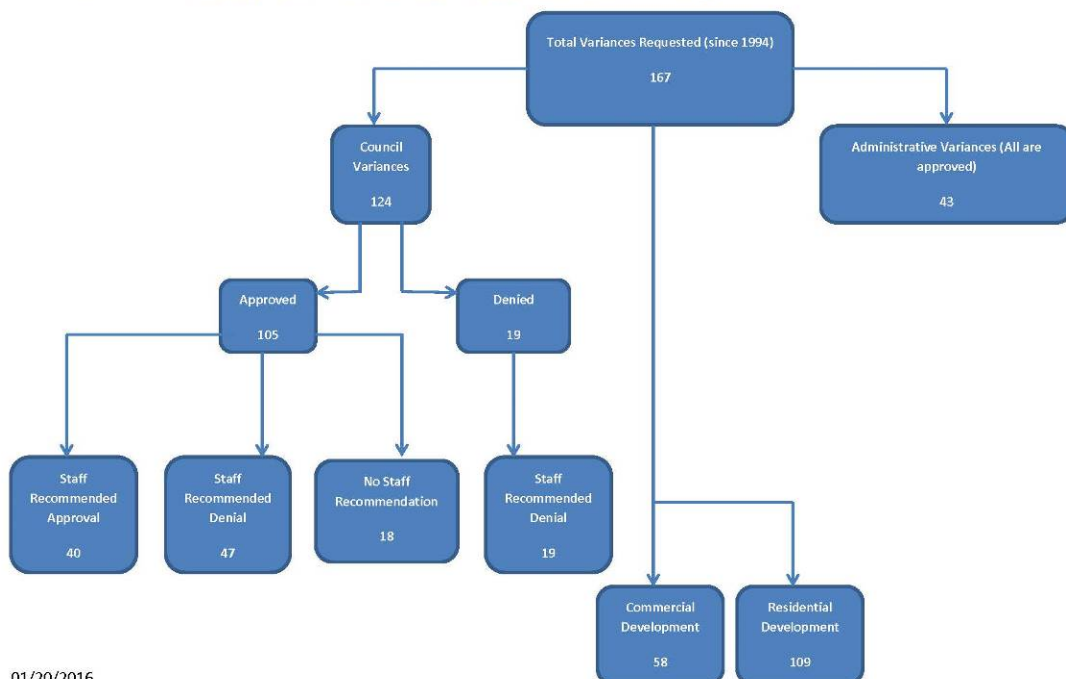 Total Variances Requested (since 1994)
167
Council
Variances
124
Administrative Variances (All are
approved)
43
Approved
105
Denied
19
Staff
Recommended
Approval
40
Staff
Recommended
Denial
47
No Staff
Recommendation
18
Staff
Recommended
Denial
19
Commercial
Development
58
Residential
Development
109
01/20/2016